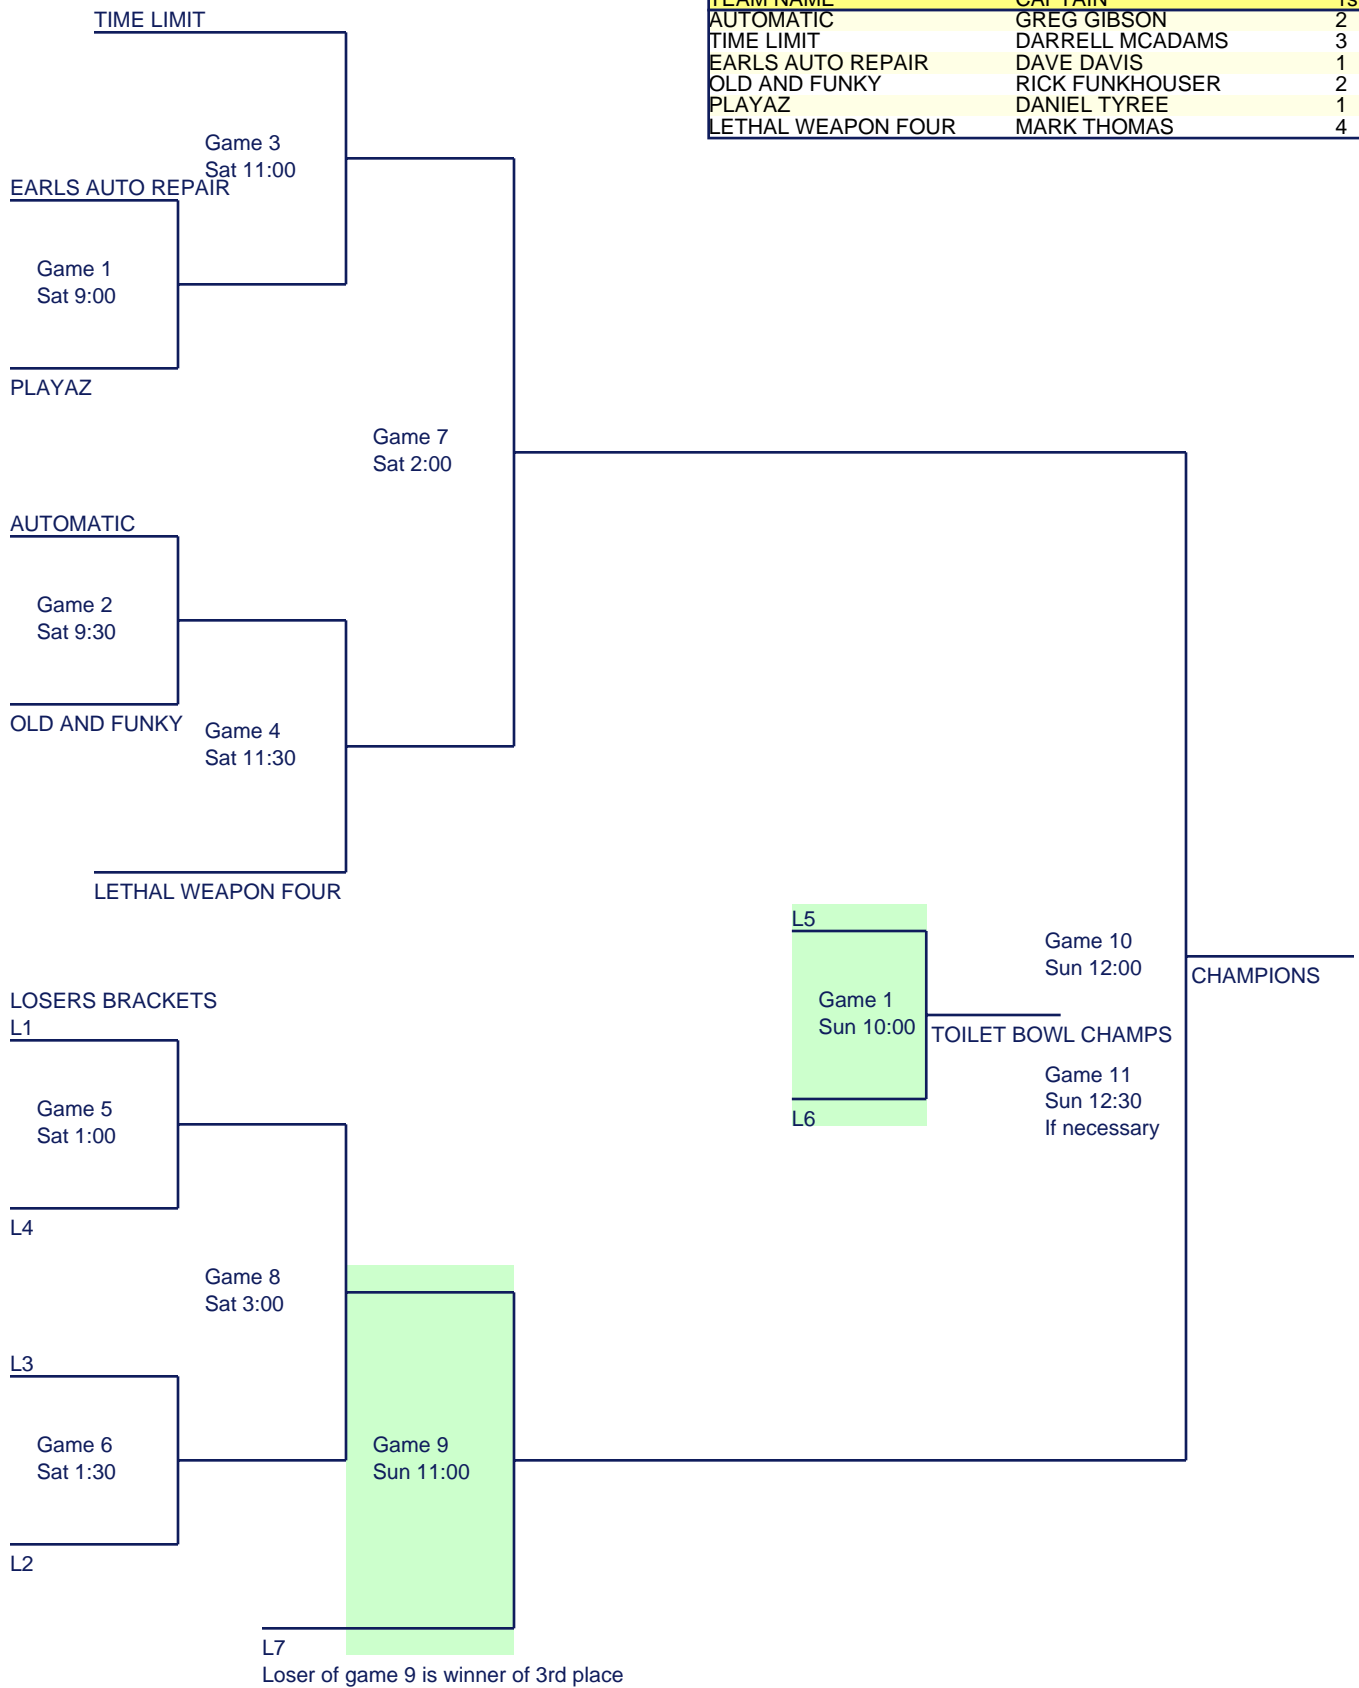 TEAM NAME CAPTAIN
AUTOMATIC GREG GIBSON 2
TIME LIMIT DARRELL MCADAMS 3
EARLS AUTO REPAIR DAVE DAVIS 1
OLD AND FUNKY RICK FUNKHOUSER 2
PLAYAZ DANIEL TYREE 1
LETHAL WEAPON FOUR MARK THOMAS 4
TIME LIMIT
Game 3
Sat 11:00
EARLS AUTO REPAIR
Game 1
Sat 9:00
PLAYAZ
Game 7
Sat 2:00
AUTOMATIC
Game 2
Sat 9:30
OLD AND FUNKY
Game 4
Sat 11:30
LETHAL WEAPON FOUR
L5
Game 10
Sun 12:00
CHAMPIONS
Game 1
Sun 10:00
TOILET BOWL CHAMPS
Game 11
Sun 12:30
If necessary
L6
LOSERS BRACKETS
L1
Game 5
Sat 1:00
L4
Game 8
Sat 3:00
L3
Game 6
Sat 1:30
Game 9
Sun 11:00
L2
L7
Loser of game 9 is winner of 3rd place